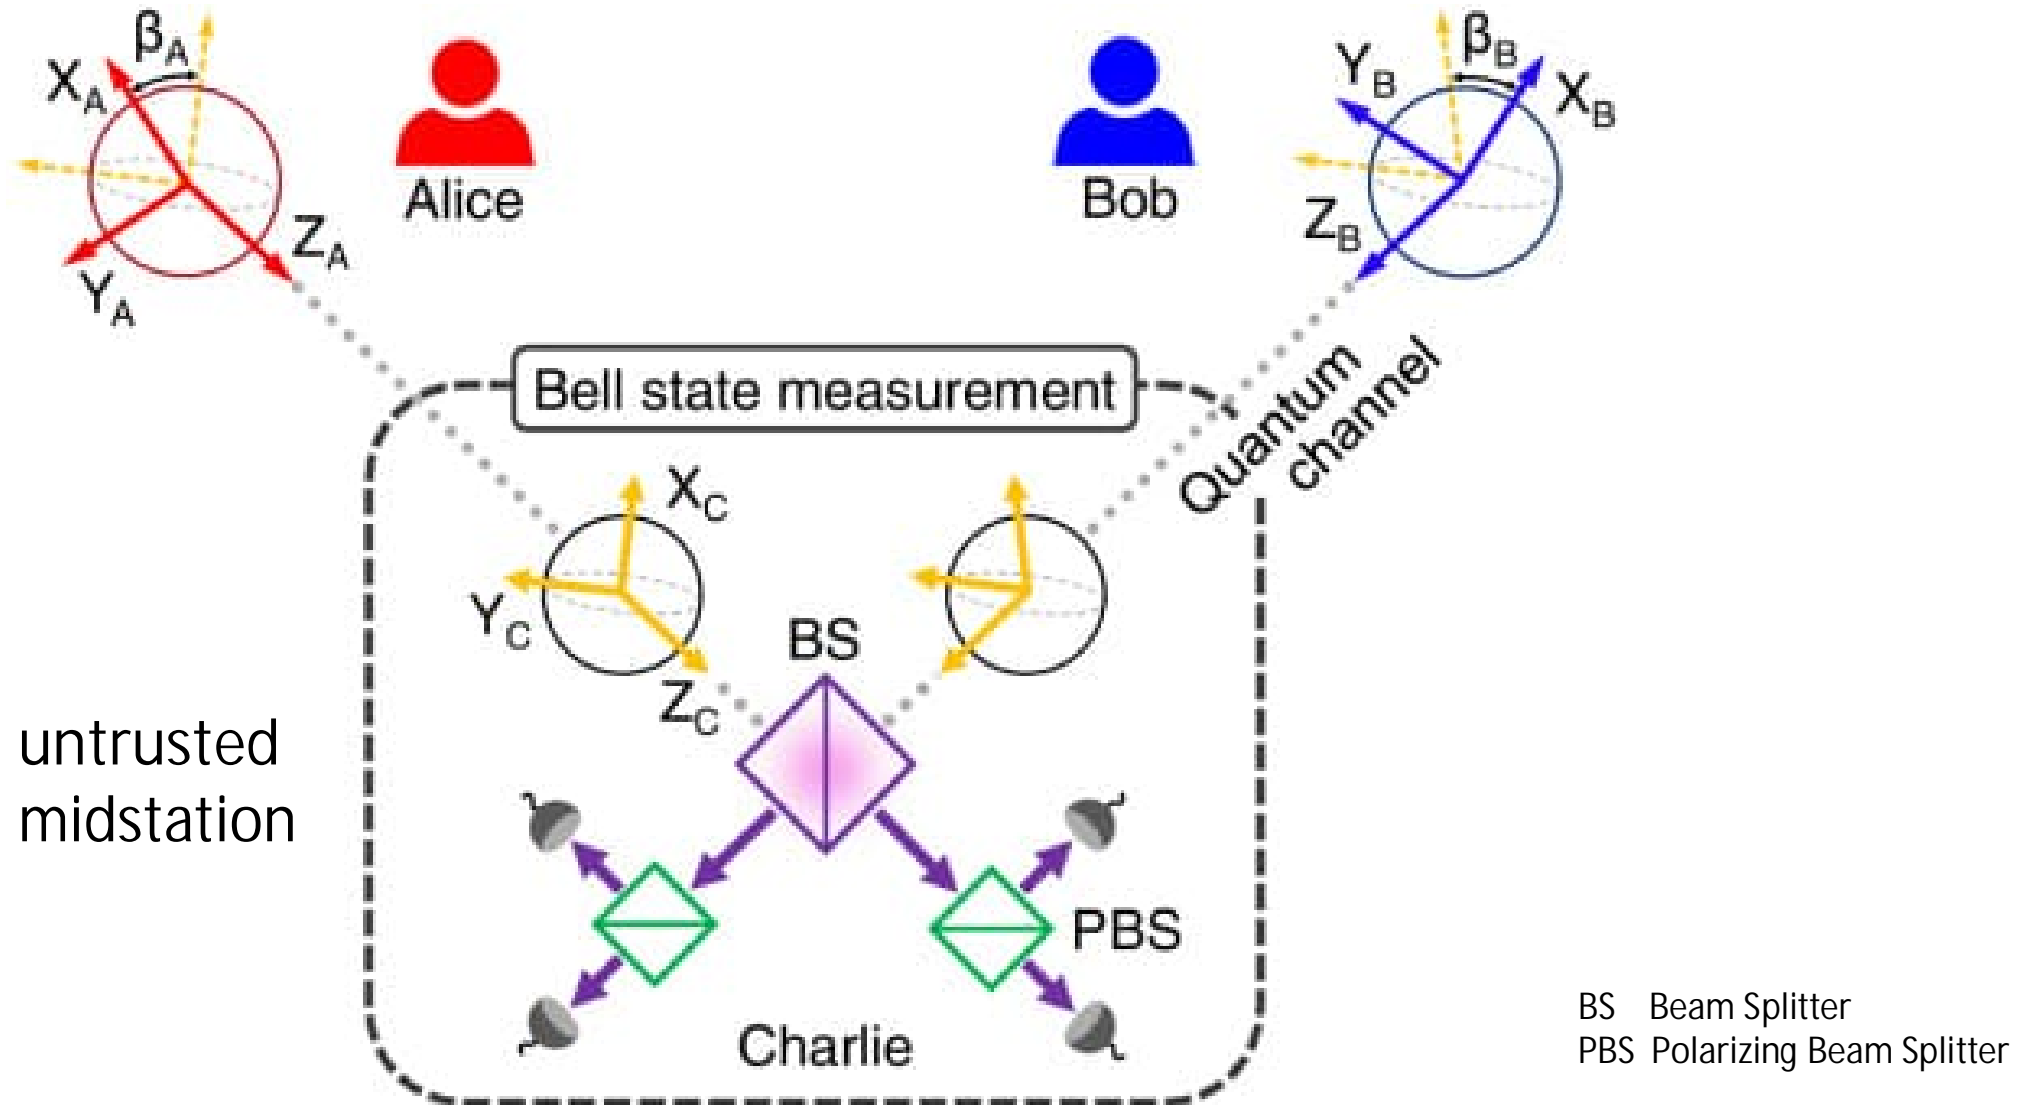 βA
XA
YA
ZA
Alice
Bob
βB
YB
XB
ZB
Bell state measurement
Quantum
channel
XC
YC
ZC
BS
untrusted
midstation
PBS
Charlie
BS Beam Splitter
PBS Polarizing Beam Splitter